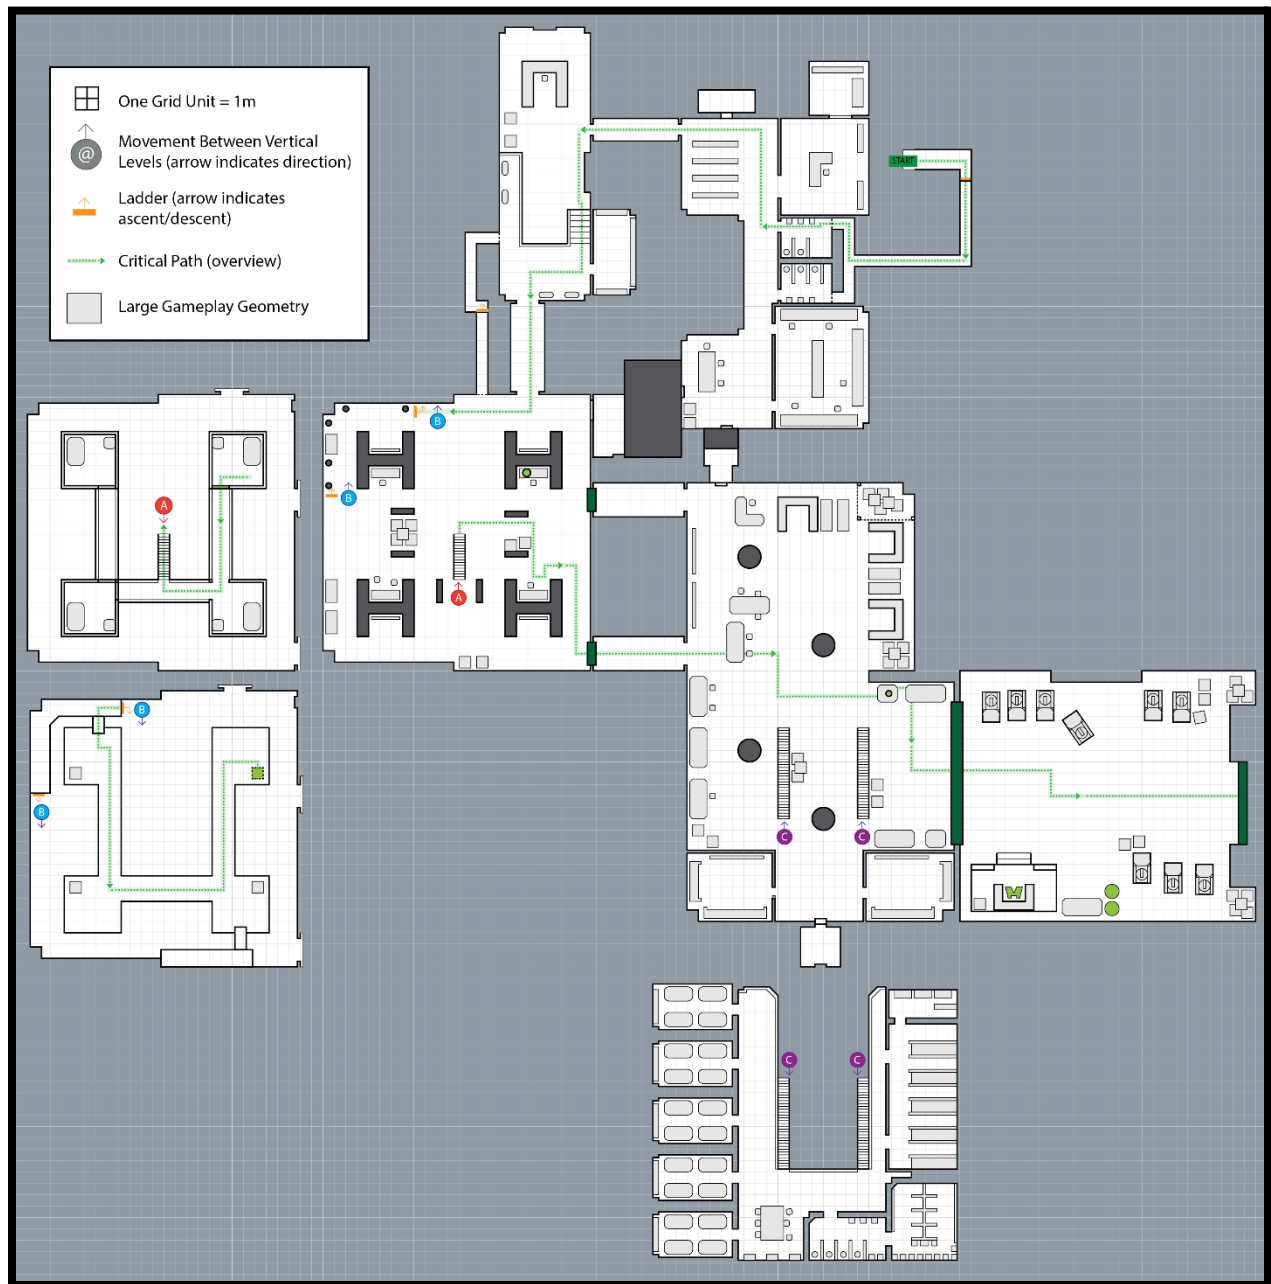 One Grid Unit = 1m
@
Movement Between Vertical
Levels (arrow indicates direction)
Ladder (arrow indicates
ascent/descent)
Critical Path (overview)
Large Gameplay Geometry
START
B
B
A
A
B
B
C
C
W
C
C